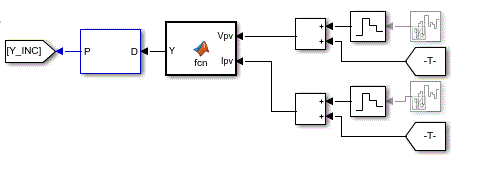 [Y_INC]
P
D
Y
fcn
Vpv
Ipv
+
+
-T-
+
+
-T-